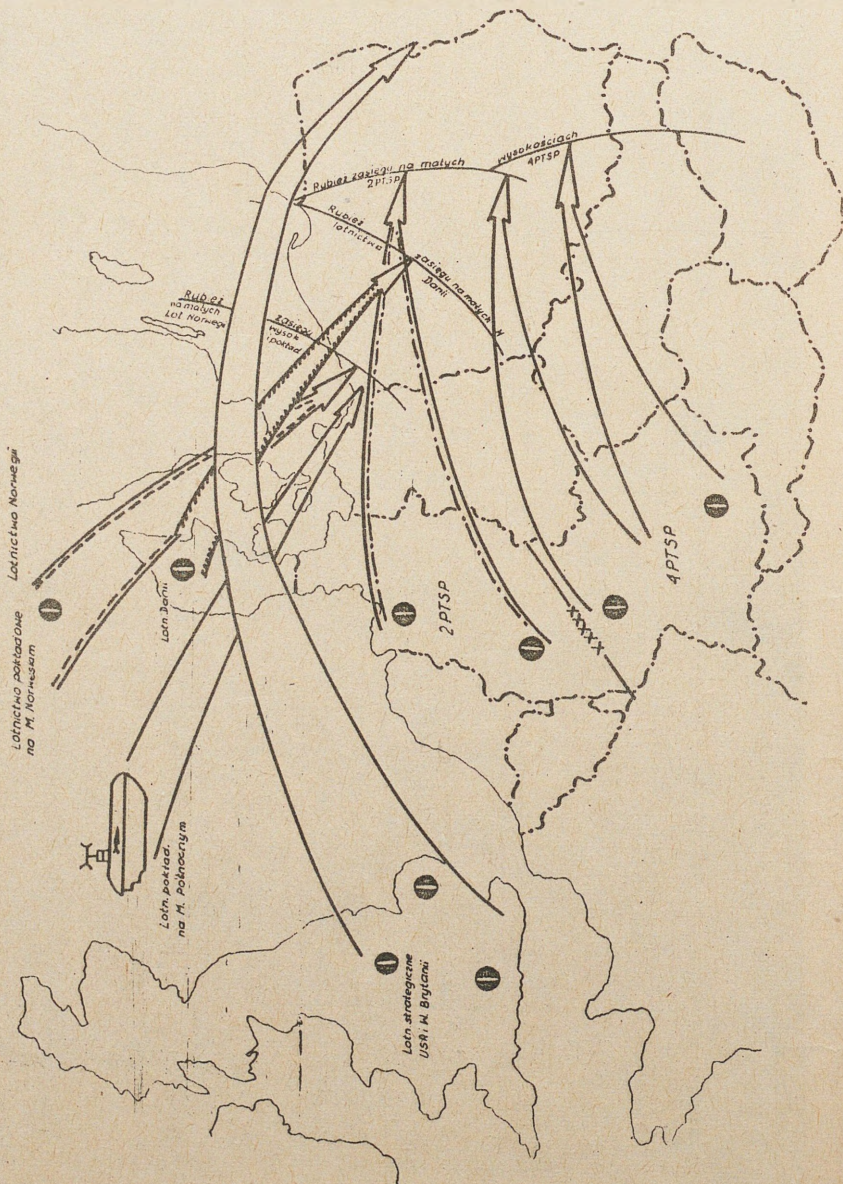 Lotnictwo pokładowe
na M. Norweskim
Lotnictwo Norwegii
Lotn. Danii
Lotn. pokład.
na M. Północnym
Lotn. strategiczne
USA i W. Brytanii
Rubież zasięgu na małych
2PTSP
wysokościach
4PTSP
Rubież zasięgu na małych H
lotnictwa Danii
Rubież zasięgu
na małych wysok
Lot Norwegi i pokład.
2PTSP
4PTSP
XXXXX